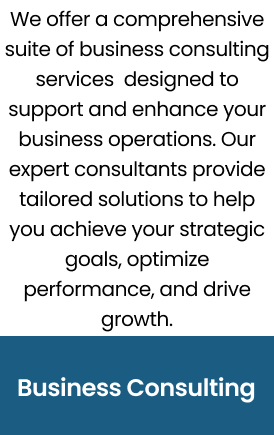 We offer a comprehensive
suite of business consulting
services  designed to
support and enhance your
business operations. Our
expert consultants provide
tailored solutions to help
you achieve your strategic
goals, optimize
performance, and drive
growth.
Business Consulting